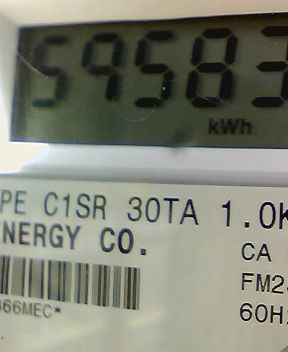 59583
kWh
PE C1SR 30TA 1.0K
NERGY CO.
CA
FM2
66MEC*
60H